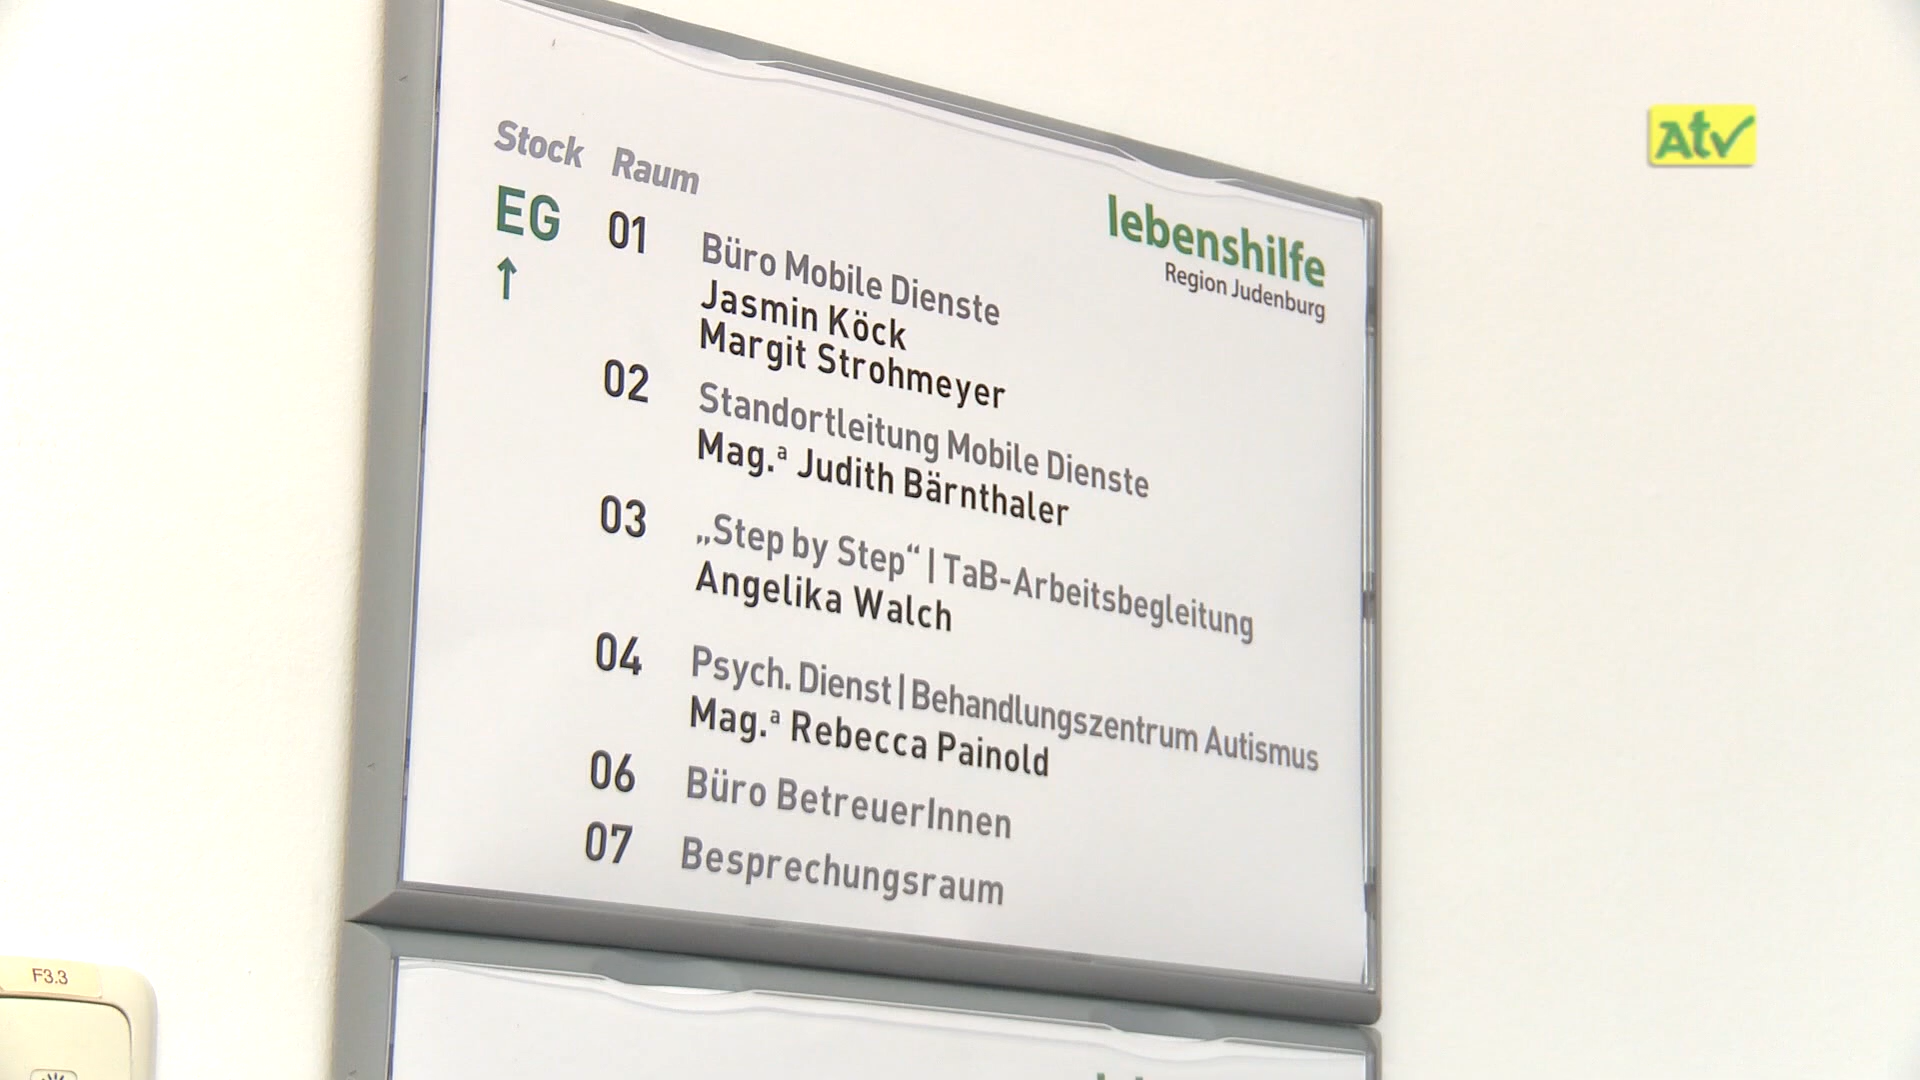 Atv
Stock Raum
lebenshilfe
Region Judenburg
EG 01 Büro Mobile Dienste
↑
Jasmin Köck
Margit Strohmeyer
02 Standortleitung Mobile Dienste
Mag.ª Judith Bärnthaler
03 „Step by Step“ | TaB-Arbeitsbegleitung
Angelika Walch
04 Psych. Dienst | Behandlungszentrum Autismus
Mag.ª Rebecca Painold
06 Büro BetreuerInnen
07 Besprechungsraum
F3.3